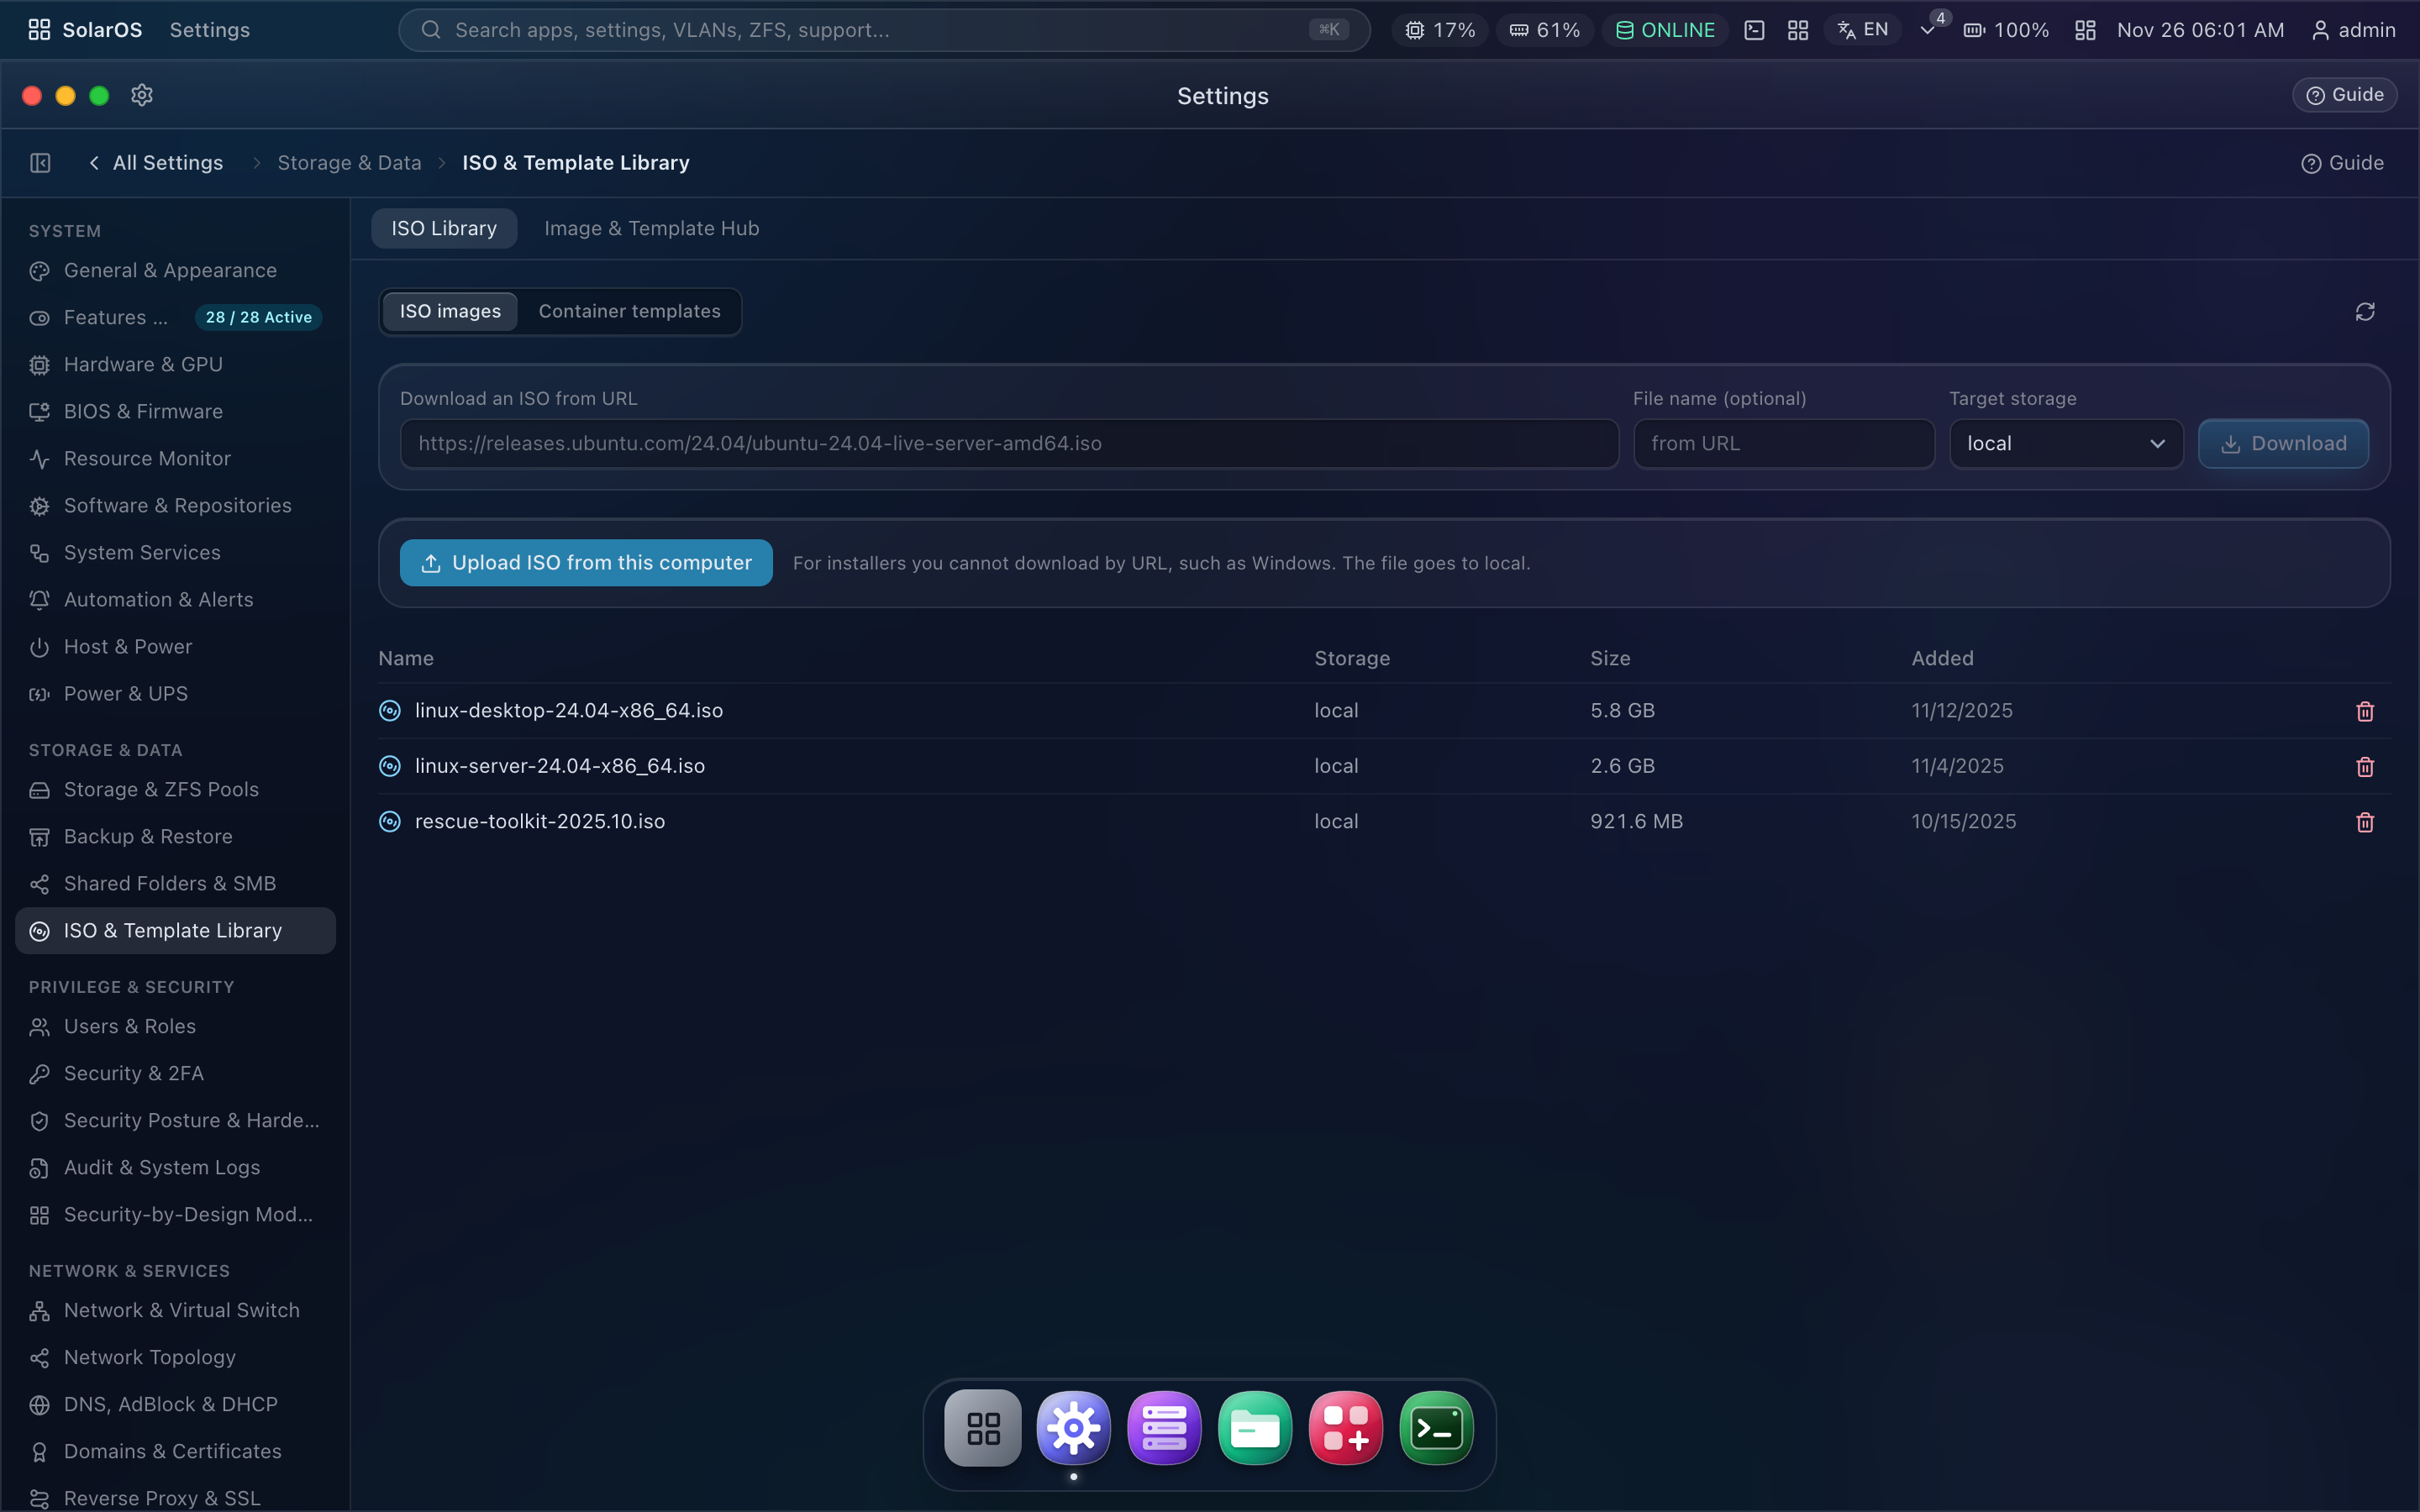 SolarOS Settings Search apps, settings, VLANs, ZFS, support... ⌘K 17% 61% ONLINE EN 4 100% Nov 26 06:01 AM admin
Settings Guide
All Settings Storage & Data ISO & Template Library Guide
SYSTEM
General & Appearance
Features ... 28 / 28 Active
Hardware & GPU
BIOS & Firmware
Resource Monitor
Software & Repositories
System Services
Automation & Alerts
Host & Power
Power & UPS
STORAGE & DATA
Storage & ZFS Pools
Backup & Restore
Shared Folders & SMB
ISO & Template Library
PRIVILEGE & SECURITY
Users & Roles
Security & 2FA
Security Posture & Harde...
Audit & System Logs
Security-by-Design Mod...
NETWORK & SERVICES
Network & Virtual Switch
Network Topology
DNS, AdBlock & DHCP
Domains & Certificates
Reverse Proxy & SSL
ISO Library Image & Template Hub
ISO images Container templates
Download an ISO from URL File name (optional) Target storage
https://releases.ubuntu.com/24.04/ubuntu-24.04-live-server-amd64.iso from URL local Download
Upload ISO from this computer For installers you cannot download by URL, such as Windows. The file goes to local.
Name Storage Size Added
linux-desktop-24.04-x86_64.iso local 5.8 GB 11/12/2025
linux-server-24.04-x86_64.iso local 2.6 GB 11/4/2025
rescue-toolkit-2025.10.iso local 921.6 MB 10/15/2025